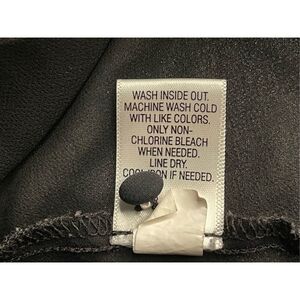 WASH INSIDE OUT.
MACHINE WASH COLD
WITH LIKE COLORS.
ONLY NON-
CHLORINE BLEACH
WHEN NEEDED.
LINE DRY.
COOL IRON IF NEEDED.